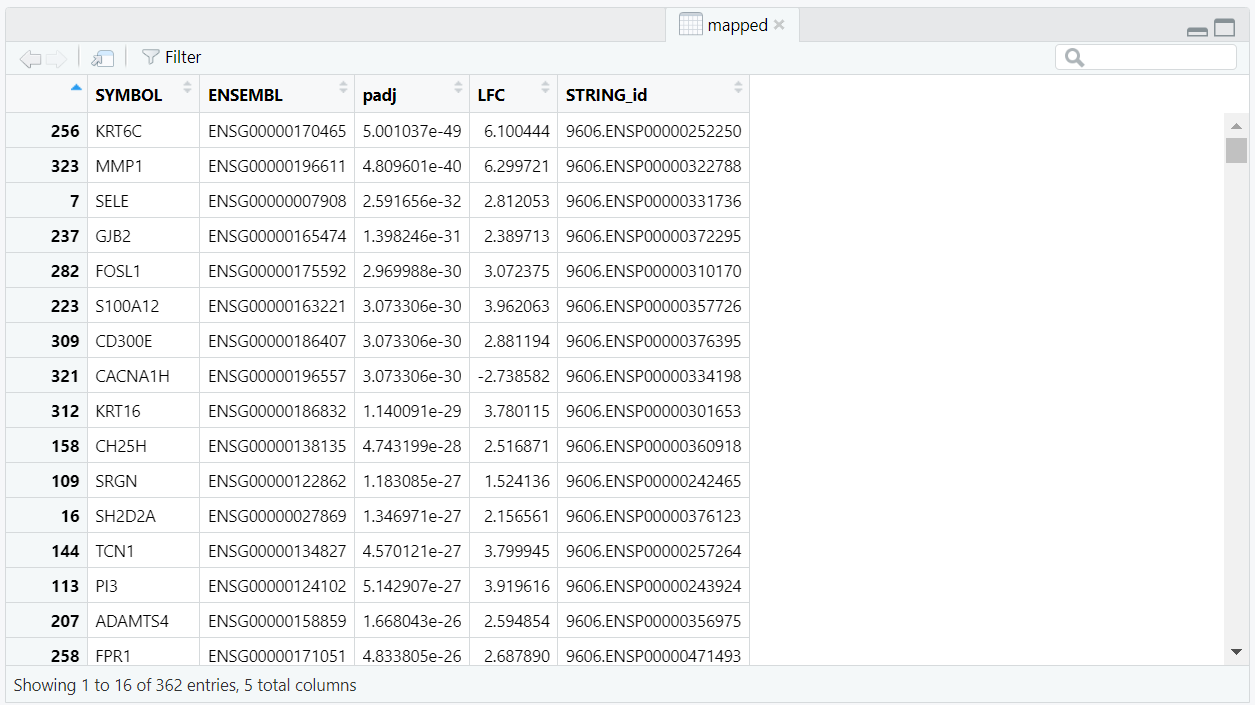 mapped
Filter
SYMBOL ENSEMBL padj LFC STRING_id
256 KRT6C ENSG00000170465 5.001037e-49 6.100444 9606.ENSP00000252250
323 MMP1 ENSG00000196611 4.809601e-40 6.299721 9606.ENSP00000322788
7 SELE ENSG00000007908 2.591656e-32 2.812053 9606.ENSP00000331736
237 GJB2 ENSG00000165474 1.398246e-31 2.389713 9606.ENSP00000372295
282 FOSL1 ENSG00000175592 2.969988e-30 3.072375 9606.ENSP00000310170
223 S100A12 ENSG00000163221 3.073306e-30 3.962063 9606.ENSP00000357726
309 CD300E ENSG00000186407 3.073306e-30 2.881194 9606.ENSP00000376395
321 CACNA1H ENSG00000196557 3.073306e-30 -2.738582 9606.ENSP00000334198
312 KRT16 ENSG00000186832 1.140091e-29 3.780115 9606.ENSP00000301653
158 CH25H ENSG00000138135 4.743199e-28 2.516871 9606.ENSP00000360918
109 SRGN ENSG00000122862 1.183085e-27 1.524136 9606.ENSP00000242465
16 SH2D2A ENSG00000027869 1.346971e-27 2.156561 9606.ENSP00000376123
144 TCN1 ENSG00000134827 4.570121e-27 3.799945 9606.ENSP00000257264
113 PI3 ENSG00000124102 5.142907e-27 3.919616 9606.ENSP00000243924
207 ADAMTS4 ENSG00000158859 1.668043e-26 2.594854 9606.ENSP00000356975
258 FPR1 ENSG00000171051 4.833805e-26 2.687890 9606.ENSP00000471493
Showing 1 to 16 of 362 entries, 5 total columns